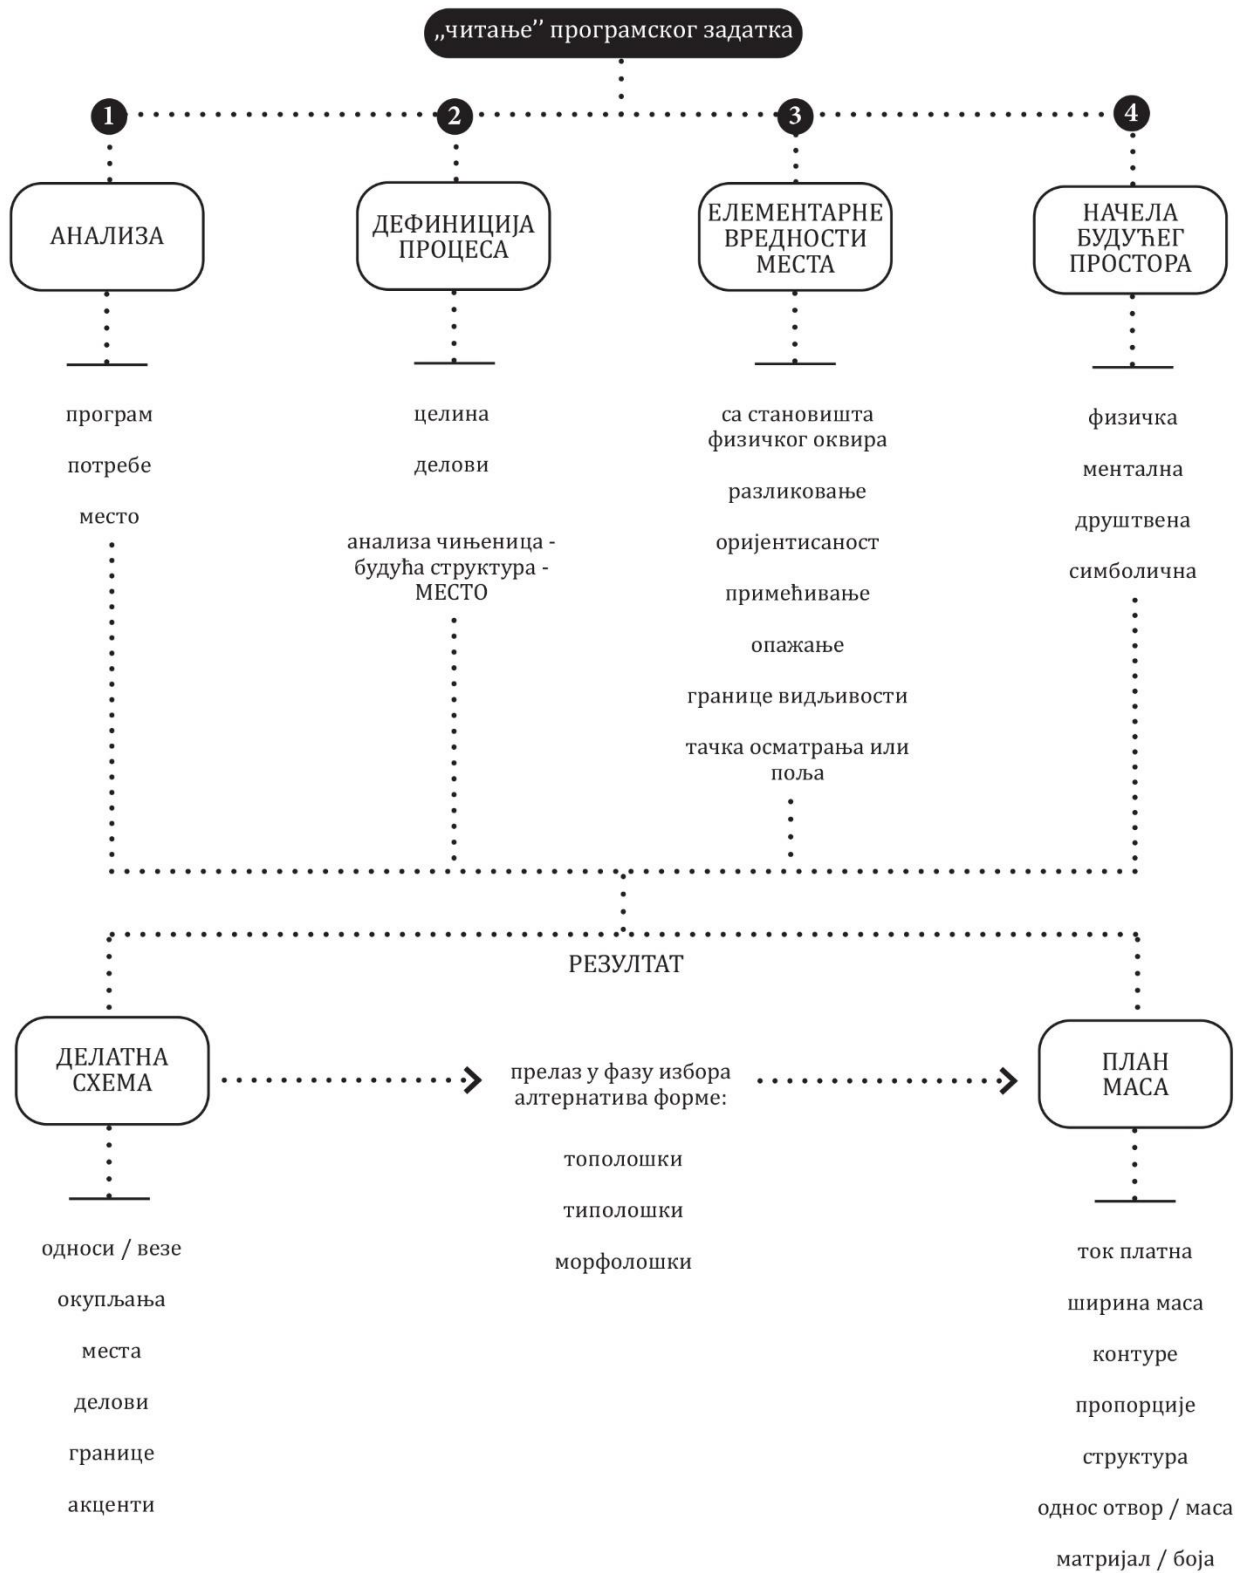 ,,читање’’ програмског задатка
1
2
3
4
АНАЛИЗА
ДЕФИНИЦИЈА
ПРОЦЕСА
ЕЛЕМЕНТАРНЕ
ВРЕДНОСТИ
МЕСТА
НАЧЕЛА
БУДУЋЕГ
ПРОСТОРА
програм
потребе
место
целина
делови
анализа чињеница -
будућа структура -
МЕСТО
са становишта
физичког оквира
разликовање
оријентисаност
примећивање
опажање
границе видљивости
тачка осматрања или
поља
физичка
ментална
друштвена
симболична
РЕЗУЛТАТ
ДЕЛАТНА
СХЕМА
прелаз у фазу избора
алтернатива форме:
тополошки
типолошки
морфолошки
ПЛАН
МАСА
односи / везе
окупљања
места
делови
границе
акценти
ток платна
ширина маса
контуре
пропорције
структура
однос отвор / маса
матријал / боја